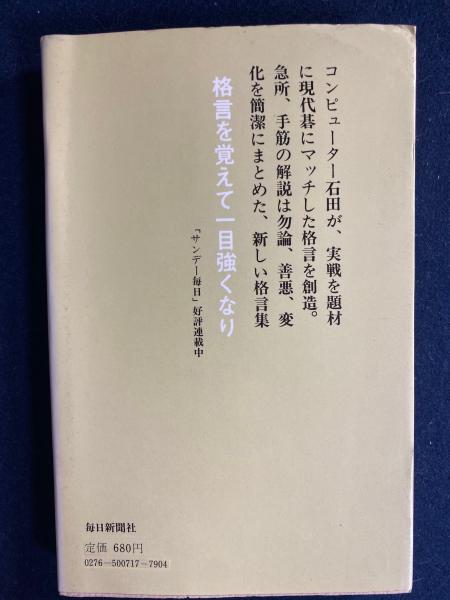 コンピューター石田が、実戦を題材
に現代碁にマッチした格言を創造。
急所、手筋の解説は勿論、善悪、変
化を簡潔にまとめた、新しい格言集
格言を覚えて一目強くなり
「サンデー毎日」好評連載中
毎日新聞社
定価 680円
0276-500717-7904